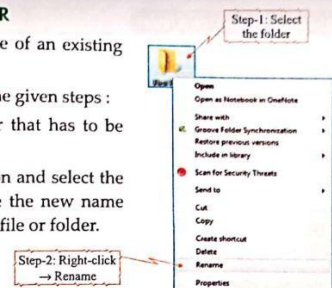 R
e of an existing
ne given steps :
r that has to be
on and select the
e the new name
file or folder.
Step-1: Select
the folder
Open
Open as Notebook in OneNote
Share with
Groove Folder Synchronization
Restore previous versions
Include in library
Scan for Security Threats
Send to
Cut
Copy
Create shortcut
Delete
Rename
Properties
Step-2: Right-click
→ Rename